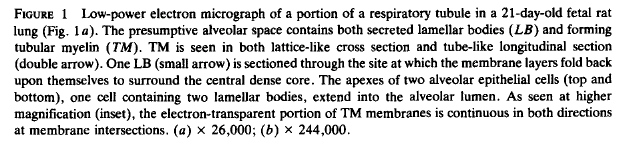 FIGURE 1 Low-power electron micrograph of a portion of a respiratory tubule in a 21-day-old fetal rat
lung (Fig. 1a). The presumptive alveolar space contains both secreted lamellar bodies (LB) and forming
tubular myelin (TM). TM is seen in both lattice-like cross section and tube-like longitudinal section
(double arrow). One LB (small arrow) is sectioned through the site at which the membrane layers fold back
upon themselves to surround the central dense core. The apexes of two alveolar epithelial cells (top and
bottom), one cell containing two lamellar bodies, extend into the alveolar lumen. As seen at higher
magnification (inset), the electron-transparent portion of TM membranes is continuous in both directions
at membrane intersections. (a) × 26,000; (b) × 244,000.